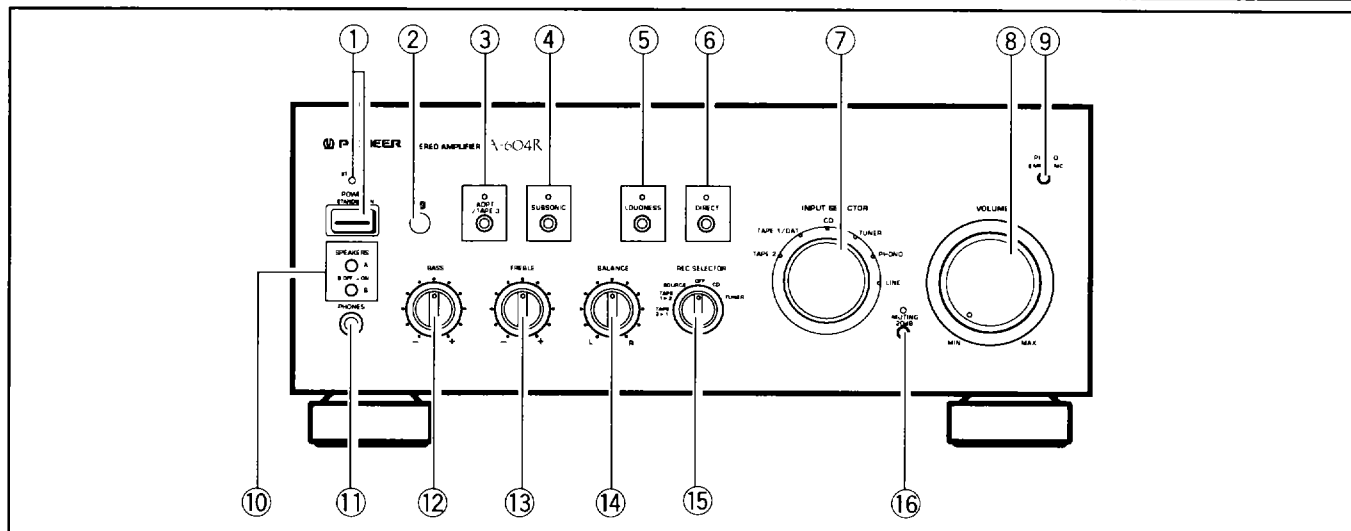 ① ② ③ ④ ⑤ ⑥ ⑦ ⑧ ⑨
AMPLIFIER A-604R
STANDBY
ADPT
/TAPE 3
SUBSONIC
LOUDNESS
DIRECT
INPUT SELECTOR
TAPE 2
TAPE 1/DAT
CD
TUNER
PHONO
LINE
VOLUME
MIN
MAX
SPEAKERS
A
B
PHONES
BASS
− +
TREBLE
− +
BALANCE
L R
REC SELECTOR
SOURCE
OFF
CD
TUNER
TAPE
1▸2
TAPE
2▸1
MUTING
20dB
⑩ ⑪ ⑫ ⑬ ⑭ ⑮ ⑯